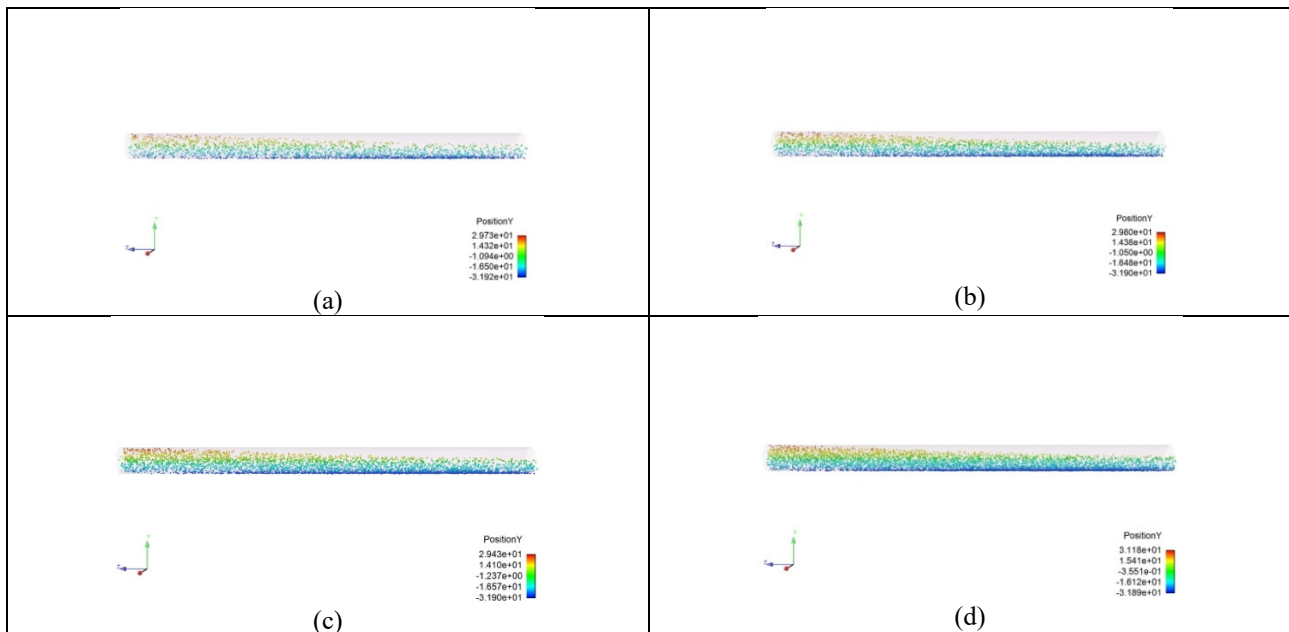 PositionY
2.973e+01
1.432e+01
-1.094e+00
-1.650e+01
-3.192e+01
Y
Z
(a)
PositionY
2.980e+01
1.438e+01
-1.050e+00
-1.648e+01
-3.190e+01
Y
Z
(b)
PositionY
2.943e+01
1.410e+01
-1.237e+00
-1.657e+01
-3.190e+01
Y
Z
(c)
PositionY
3.118e+01
1.541e+01
-3.551e-01
-1.612e+01
-3.189e+01
Y
Z
(d)